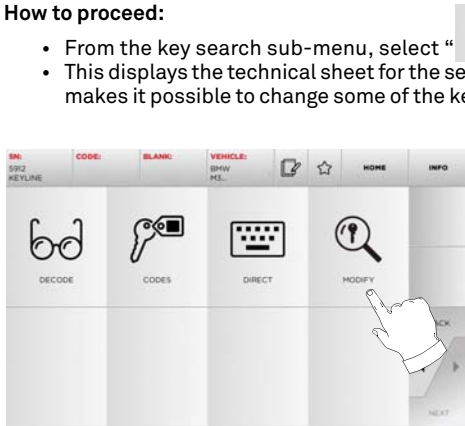 How to proceed:
• From the key search sub-menu, select "
• This displays the technical sheet for the se
makes it possible to change some of the ke
SN: CODE: BLANK: VEHICLE:
5912 BMW HOME INFO
KEYLINE M3...
DECODE CODES DIRECT MODIFY
ACK
NEXT